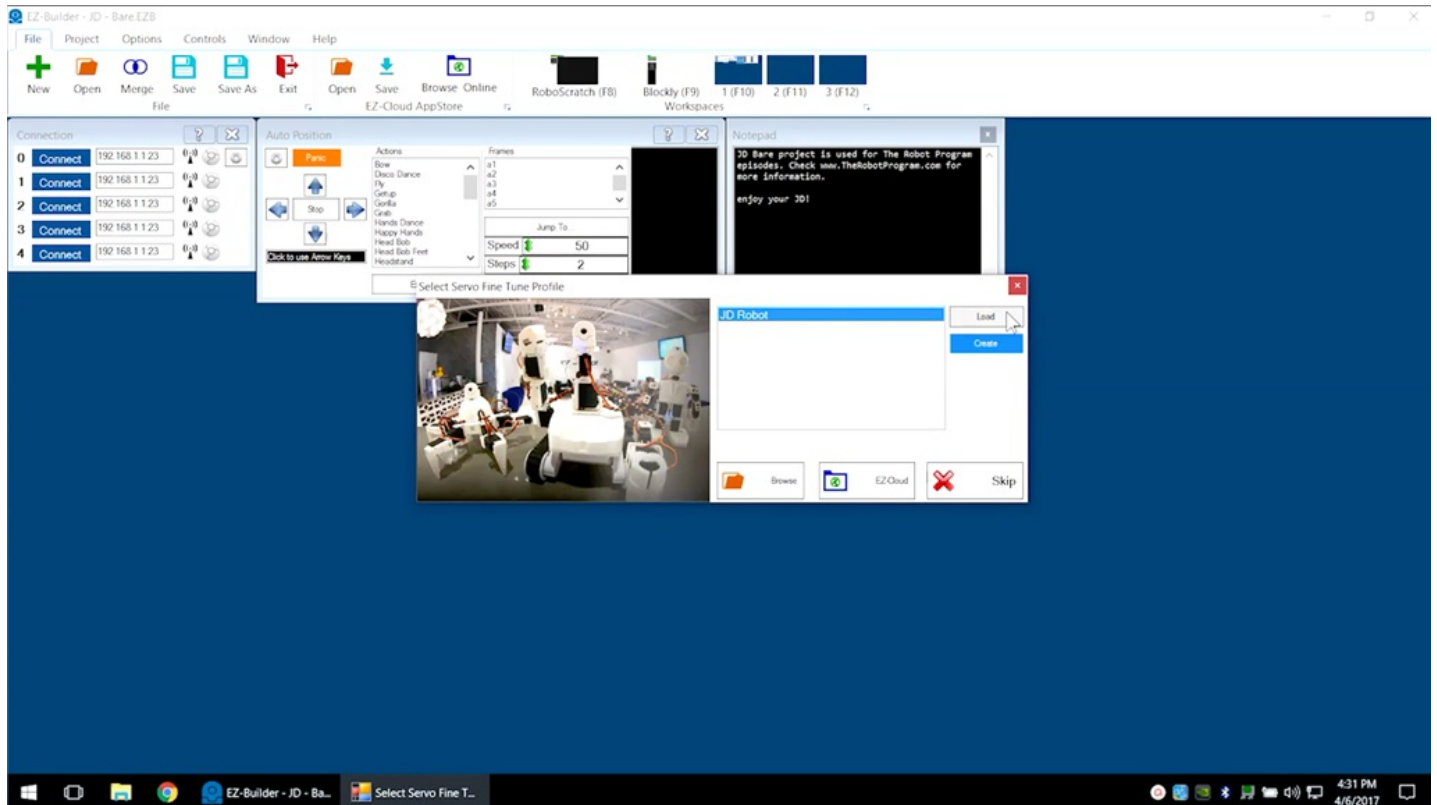 EZ-Builder - JD - Bare.EZB
File Project Options Controls Window Help
New Open Merge Save Save As Exit Open Save Browse Online RoboScratch (F8) Blockly (F9) 1 (F10) 2 (F11) 3 (F12)
File EZ-Cloud AppStore Workspaces
Connection
0 Connect 192.168.1.1:23
1 Connect 192.168.1.1:23
2 Connect 192.168.1.1:23
3 Connect 192.168.1.1:23
4 Connect 192.168.1.1:23
Auto Position
Panic
Stop
Click to use Arrow Keys
Actions
Bow
Disco Dance
Fly
Getup
Gorilla
Grab
Hands Dance
Happy Hands
Head Bob
Head Bob Feet
Headstand
Frames
a1
a2
a3
a4
a5
Jump To...
Speed 50
Steps 2
Notepad
JD Bare project is used for The Robot Program
episodes. Check www.TheRobotProgram.com for
more information.
enjoy your JD!
Select Servo Fine Tune Profile
JD Robot
Load
Create
Browse EZ-Cloud Skip
EZ-Builder - JD - Ba... Select Servo Fine T...
4:31 PM
4/6/2017